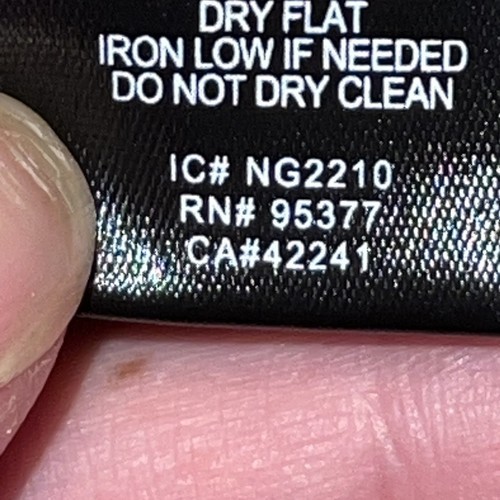 DRY FLAT
IRON LOW IF NEEDED
DO NOT DRY CLEAN
IC# NG2210
RN# 95377
CA#42241